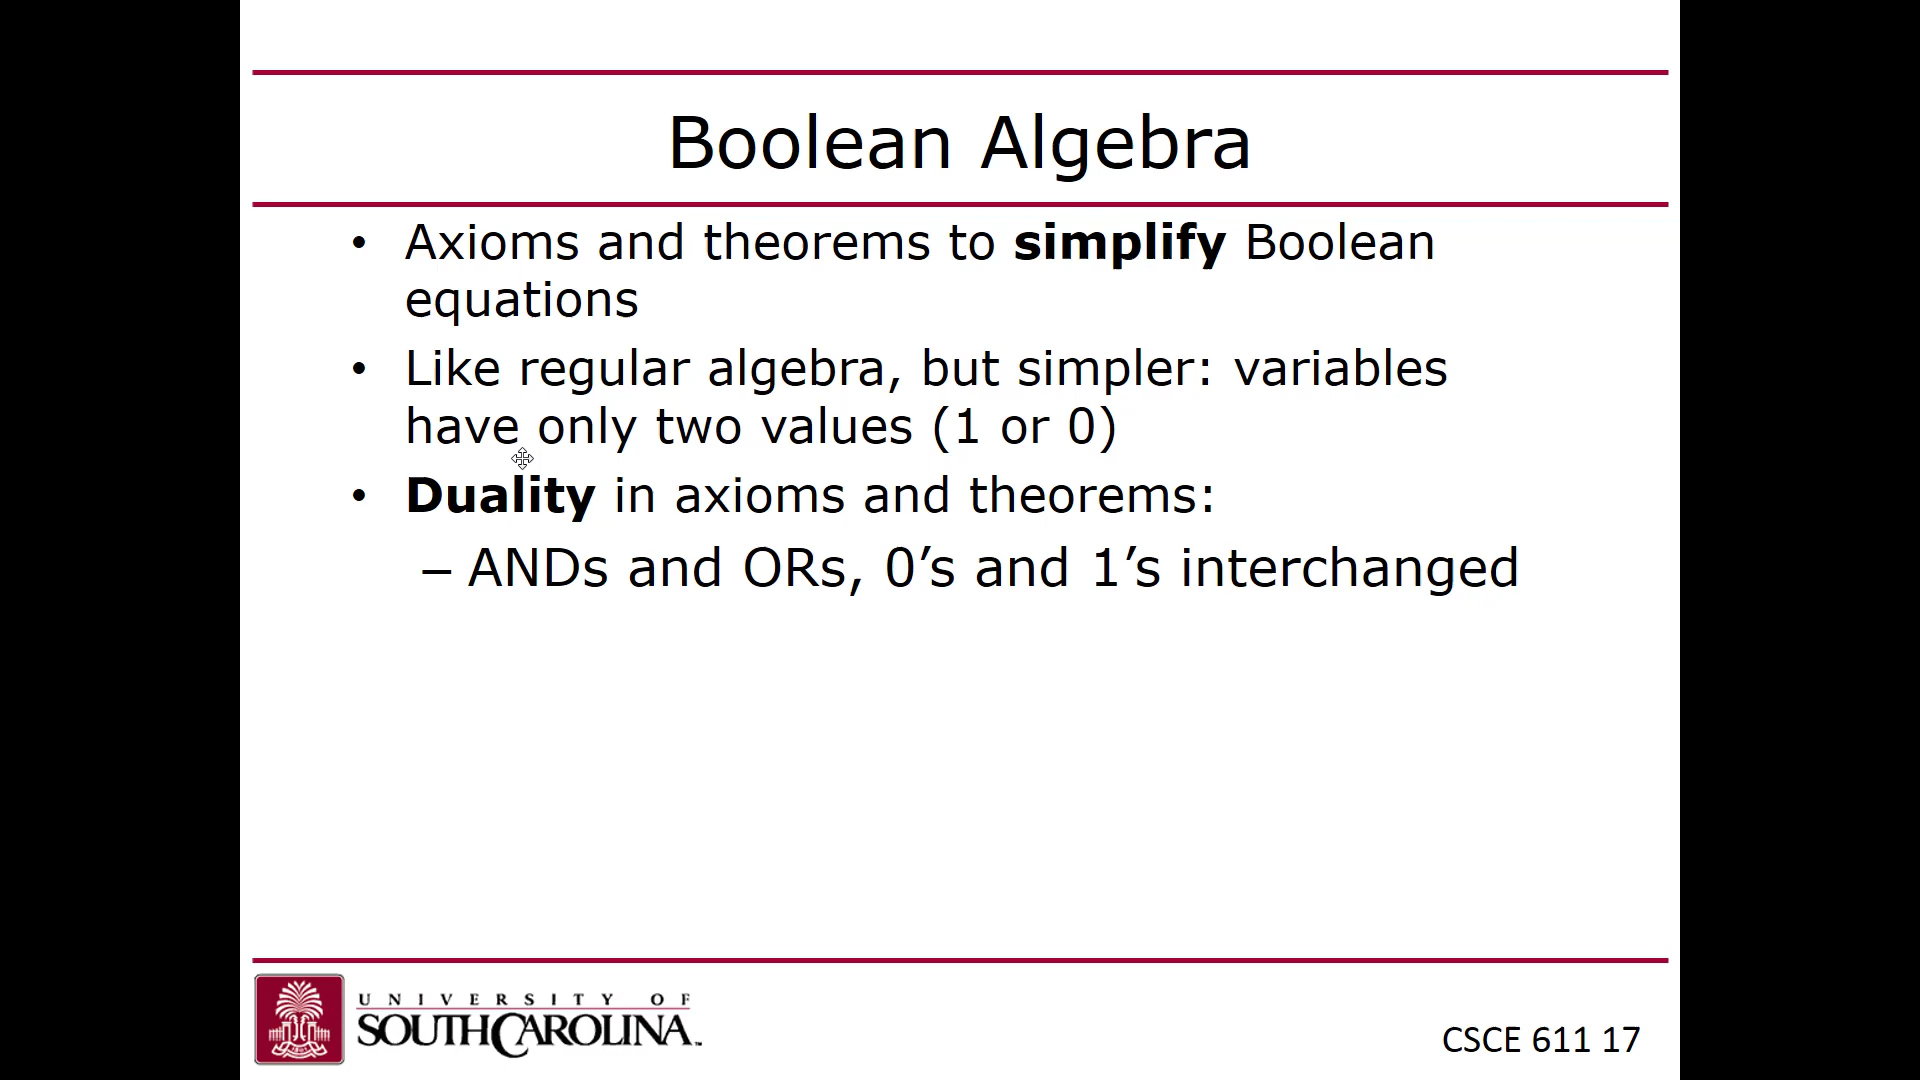 Boolean Algebra
• Axioms and theorems to simplify Boolean
equations
• Like regular algebra, but simpler: variables
have only two values (1 or 0)
• Duality in axioms and theorems:
– ANDs and ORs, 0’s and 1’s interchanged
UNIVERSITY OF
SOUTH CAROLINA™
CSCE 611 17